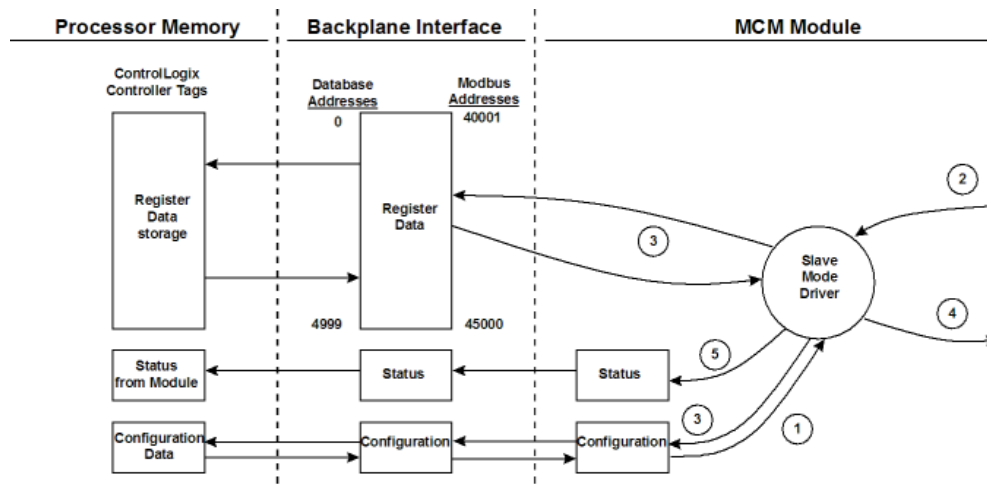 Processor Memory
Backplane Interface
MCM Module
ControlLogix
Controller Tags
Database
Addresses
0
Modbus
Addresses
40001
Register
Data
storage
Register
Data
2
3
Slave
Mode
Driver
4
4999
45000
Status
from Module
Status
Status
5
3
1
Configuration
Data
Configuration
Configuration